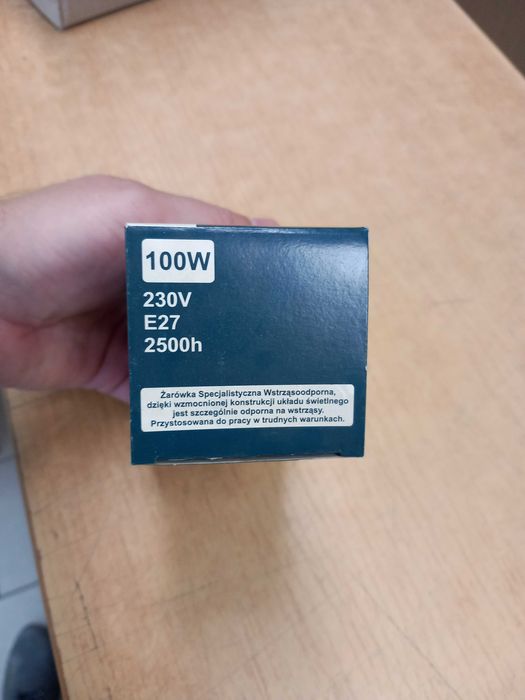 100W
230V
E27
2500h
Żarówka Specjalistyczna Wstrząsoodporna,
dzięki wzmocnionej konstrukcji układu świetlnego
jest szczególnie odporna na wstrząsy.
Przystosowana do pracy w trudnych warunkach.